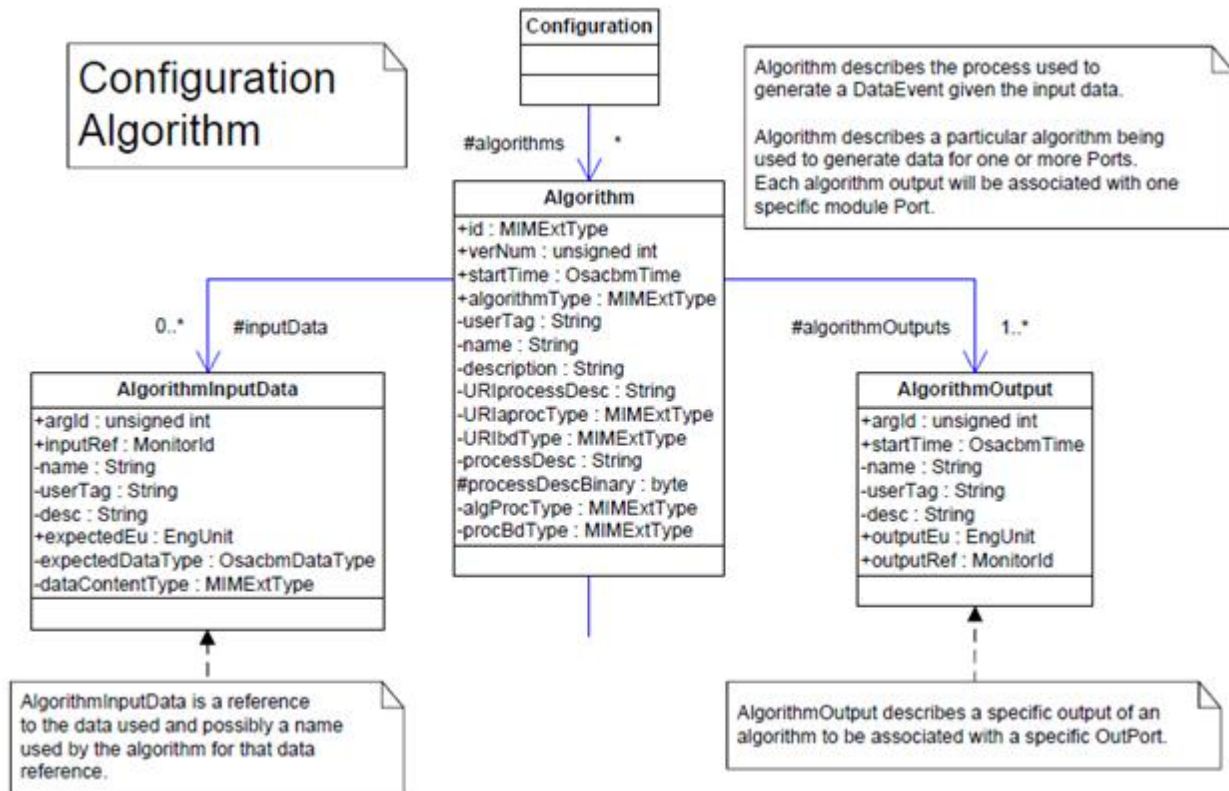 Configuration
Algorithm
Configuration
Algorithm describes the process used to
generate a DataEvent given the input data.
Algorithm describes a particular algorithm being
used to generate data for one or more Ports.
Each algorithm output will be associated with one
specific module Port.
#algorithms *
Algorithm
+id : MIMExtType
+verNum : unsigned int
+startTime : OsacbmTime
+algorithmType : MIMExtType
-userTag : String
-name : String
-description : String
-URIprocessDesc : String
-URIaprocType : MIMExtType
-URIbdType : MIMExtType
-processDesc : String
#processDescBinary : byte
-algProcType : MIMExtType
-procBdType : MIMExtType
0..* #inputData
#algorithmOutputs 1..*
AlgorithmInputData
+argId : unsigned int
+inputRef : MonitorId
-name : String
-userTag : String
-desc : String
+expectedEu : EngUnit
-expectedDataType : OsacbmDataType
-dataContentType : MIMExtType
AlgorithmOutput
+argId : unsigned int
+startTime : OsacbmTime
-name : String
-userTag : String
-desc : String
+outputEu : EngUnit
+outputRef : MonitorId
AlgorithmInputData is a reference
to the data used and possibly a name
used by the algorithm for that data
reference.
AlgorithmOutput describes a specific output of an
algorithm to be associated with a specific OutPort.